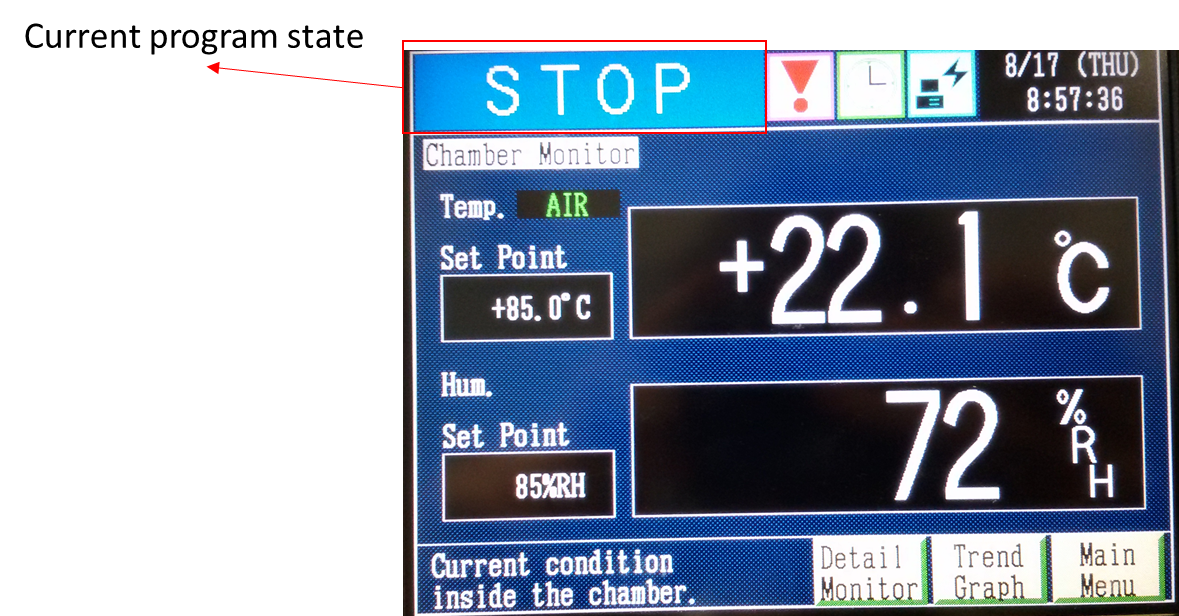 Current program state
STOP
8/17 (THU)
8:57:36
Chamber Monitor
Temp. AIR
Set Point
+85.0°C
+22.1 °C
Hum.
Set Point
85%RH
72 %RH
Current condition
inside the chamber.
Detail
Monitor
Trend
Graph
Main
Menu